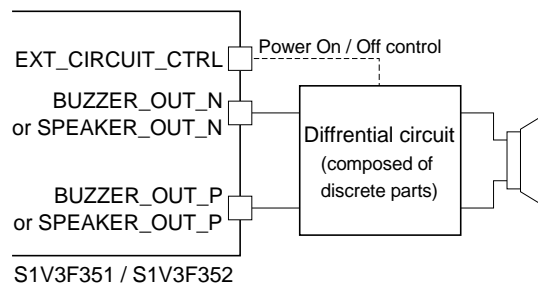 EXT_CIRCUIT_CTRL
Power On / Off control
BUZZER_OUT_N
or SPEAKER_OUT_N
Diffrential circuit
(composed of
discrete parts)
BUZZER_OUT_P
or SPEAKER_OUT_P
S1V3F351 / S1V3F352